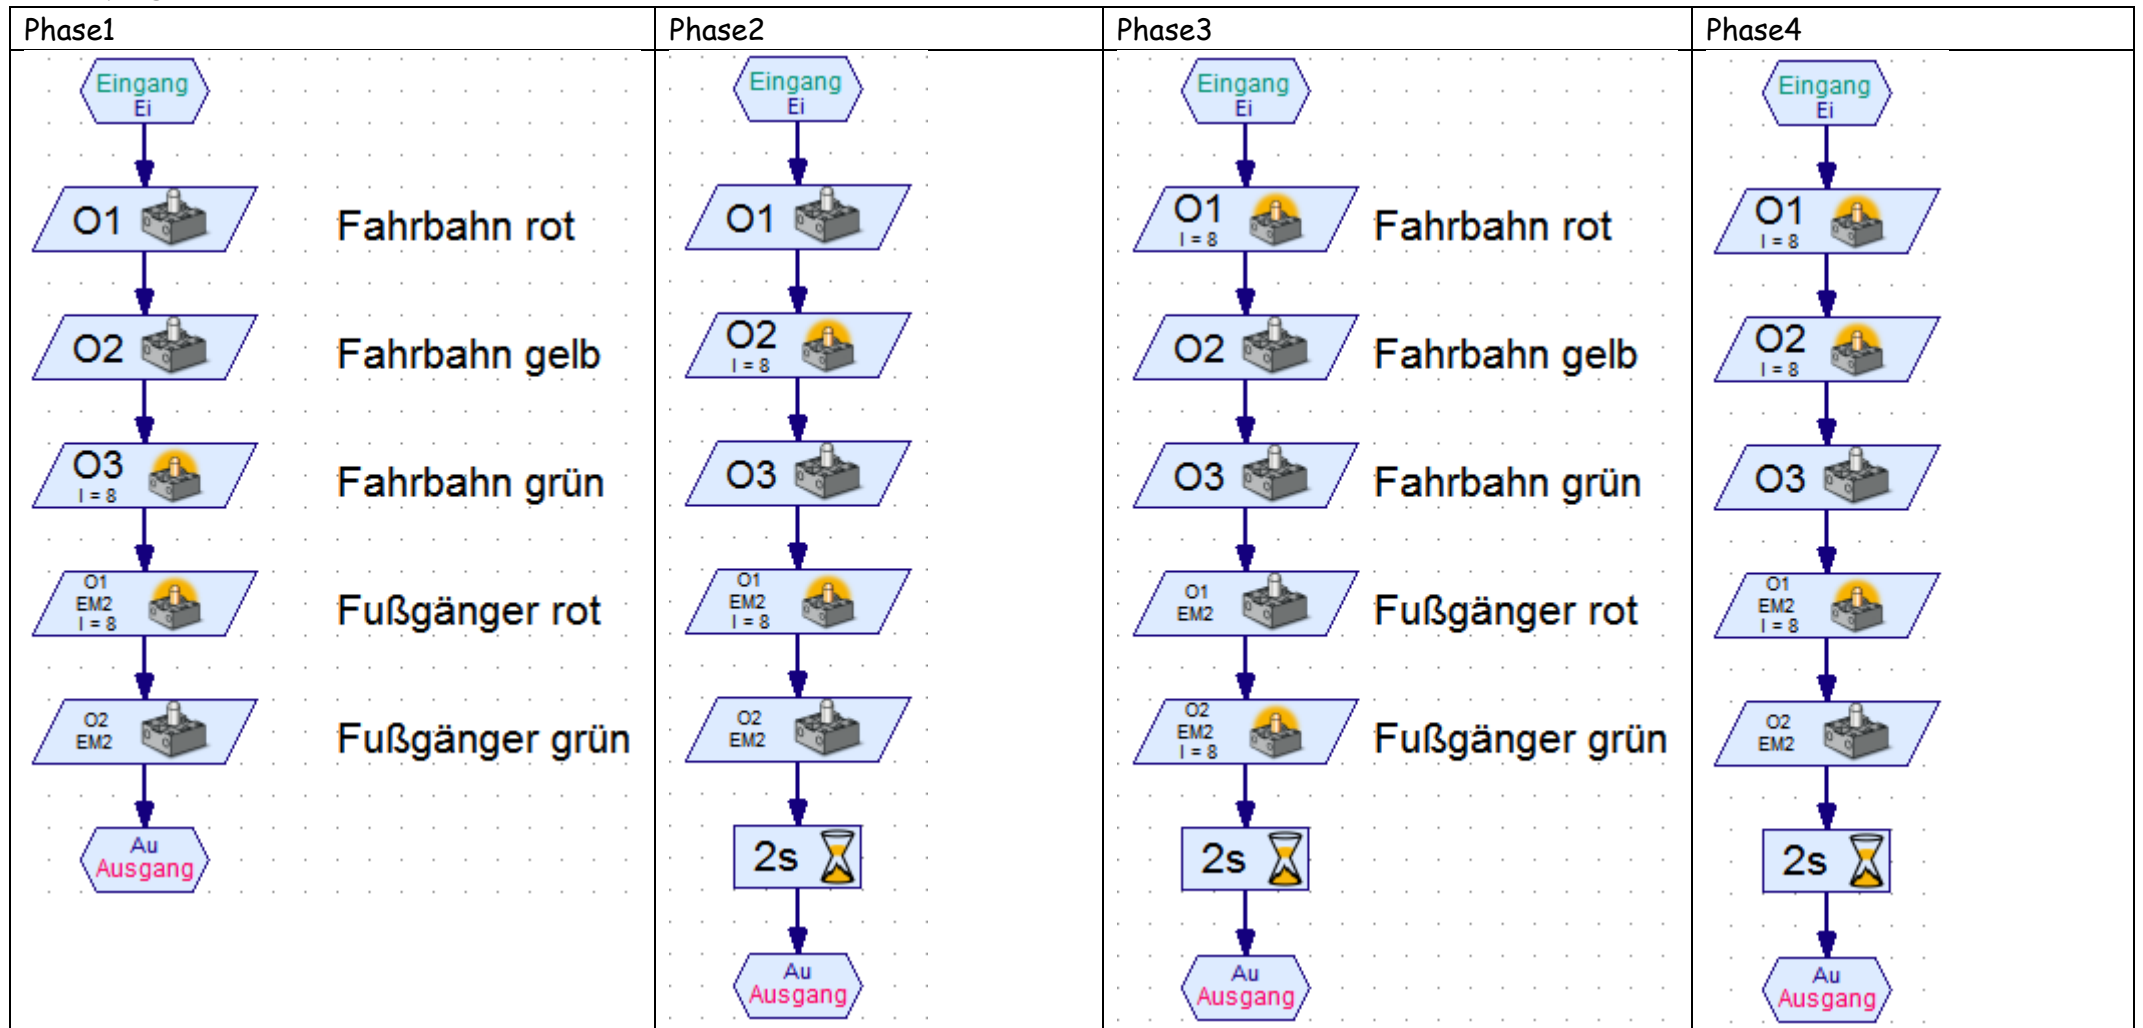 Phase1
Eingang
Ei
O1
Fahrbahn rot
O2
Fahrbahn gelb
O3
I = 8
Fahrbahn grün
O1
EM2
I = 8
Fußgänger rot
O2
EM2
Fußgänger grün
Au
Ausgang
Phase2
Eingang
Ei
O1
O2
I = 8
O3
O1
EM2
I = 8
O2
EM2
2s
Au
Ausgang
Phase3
Eingang
Ei
O1
I = 8
Fahrbahn rot
O2
Fahrbahn gelb
O3
Fahrbahn grün
O1
EM2
Fußgänger rot
O2
EM2
I = 8
Fußgänger grün
2s
Au
Ausgang
Phase4
Eingang
Ei
O1
I = 8
O2
I = 8
O3
O1
EM2
I = 8
O2
EM2
2s
Au
Ausgang